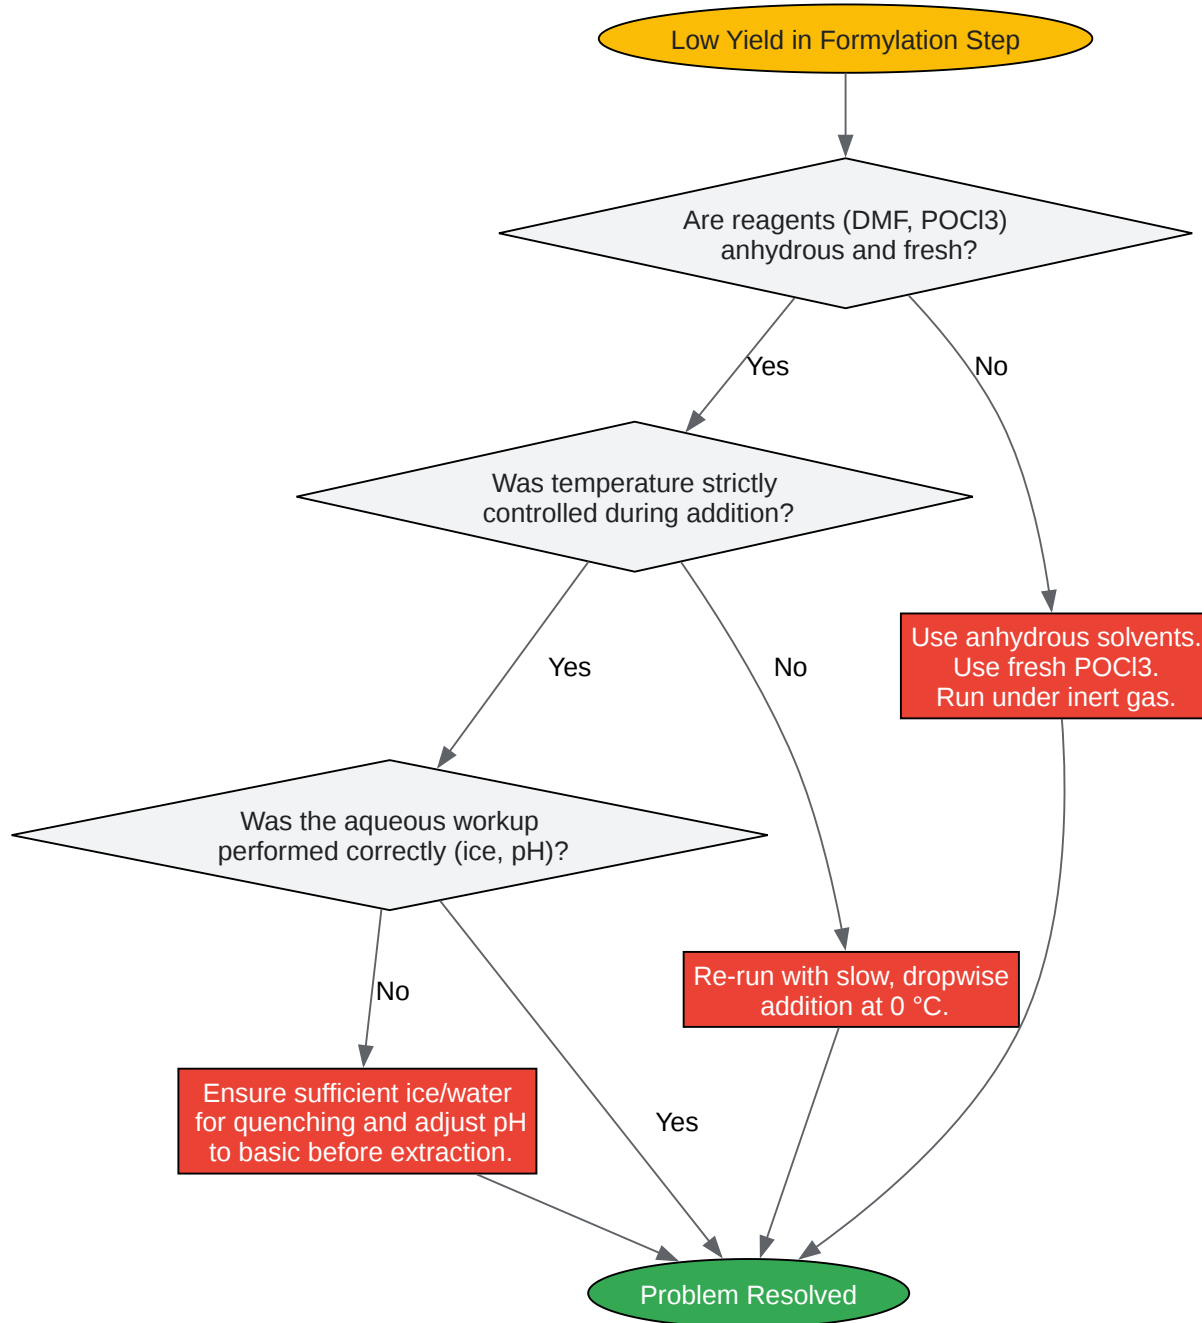 Low Yield in Formylation Step
Are reagents (DMF, POCl3)
anhydrous and fresh?
Yes
No
Was temperature strictly
controlled during addition?
Use anhydrous solvents.
Use fresh POCl3.
Run under inert gas.
Yes
No
Was the aqueous workup
performed correctly (ice, pH)?
Re-run with slow, dropwise
addition at 0 °C.
No
Yes
Ensure sufficient ice/water
for quenching and adjust pH
to basic before extraction.
Problem Resolved